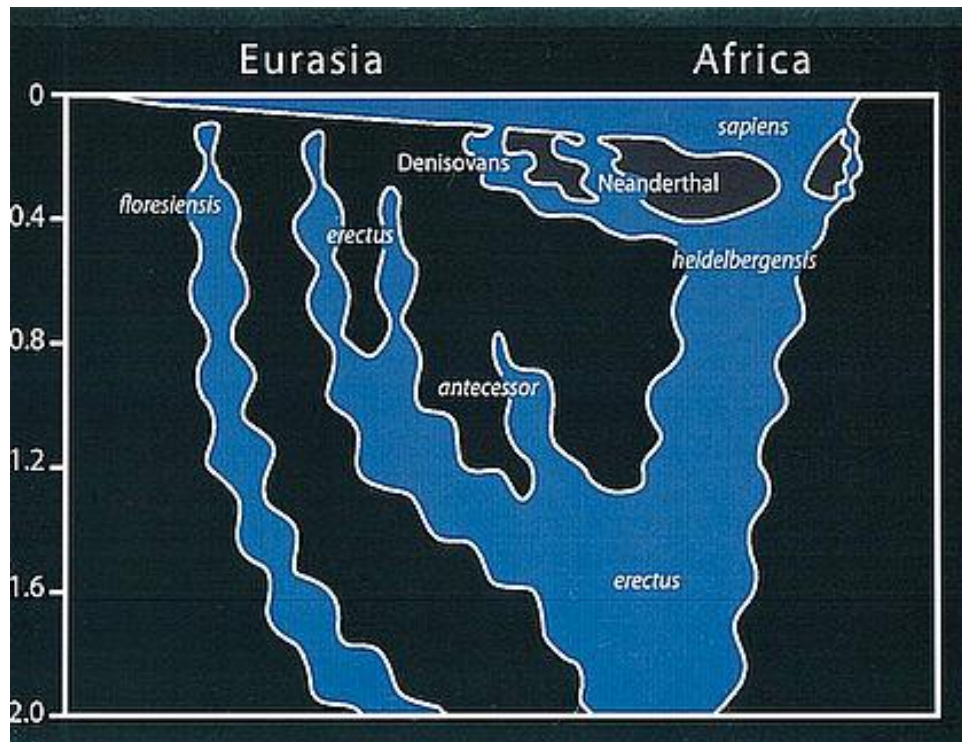 Eurasia Africa
0
sapiens
Denisovans
Neanderthal
floresiensis
0.4
erectus
heidelbergensis
0.8
antecessor
1.2
erectus
1.6
2.0